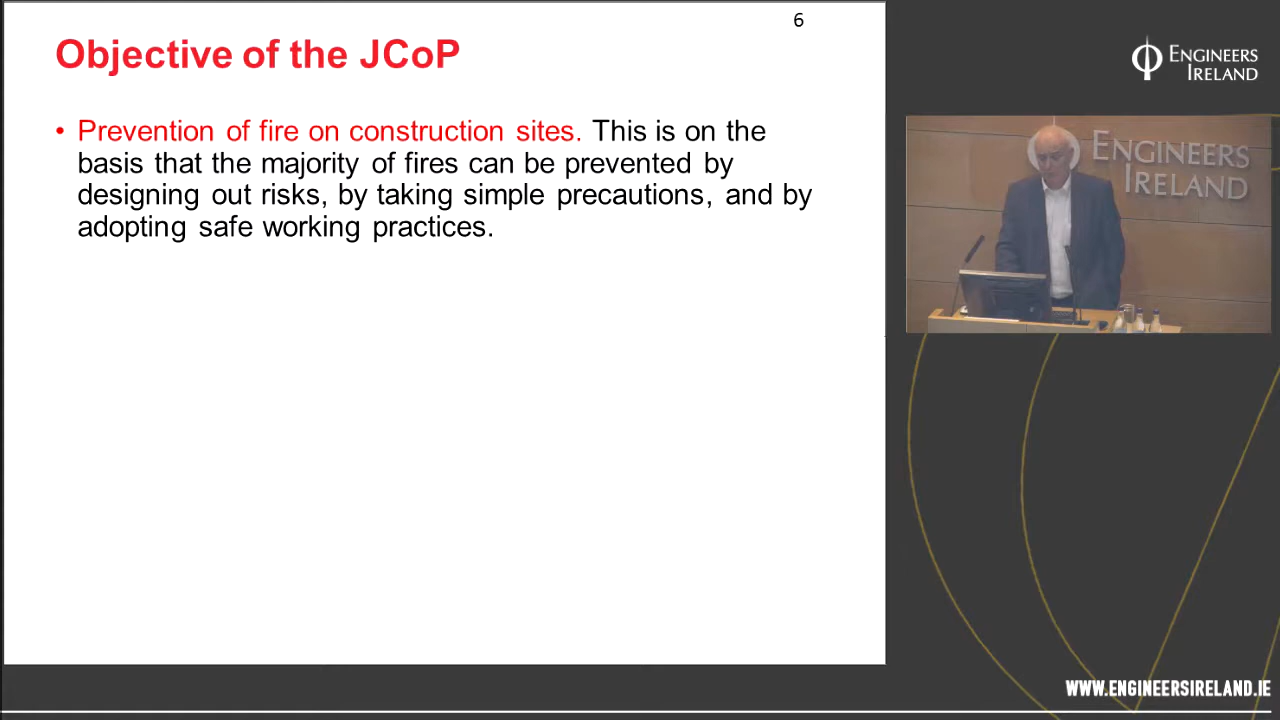 6
Objective of the JCoP
• Prevention of fire on construction sites. This is on the
basis that the majority of fires can be prevented by
designing out risks, by taking simple precautions, and by
adopting safe working practices.
ENGINEERS
IRELAND
ENGINEERS
IRELAND
WWW.ENGINEERSIRELAND.IE